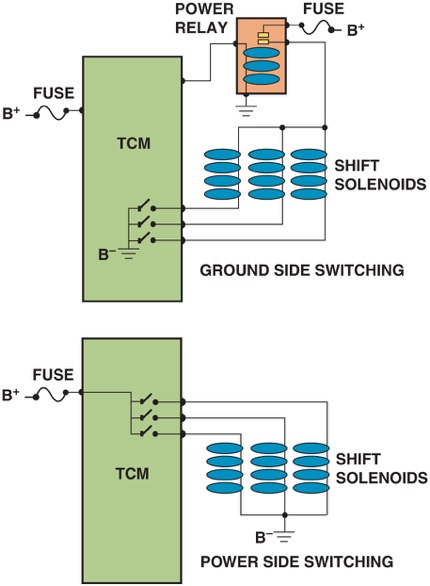 POWER RELAY
FUSE
B+
FUSE
B+
TCM
SHIFT
SOLENOIDS
B–
GROUND SIDE SWITCHING
FUSE
B+
TCM
SHIFT
SOLENOIDS
B–
POWER SIDE SWITCHING